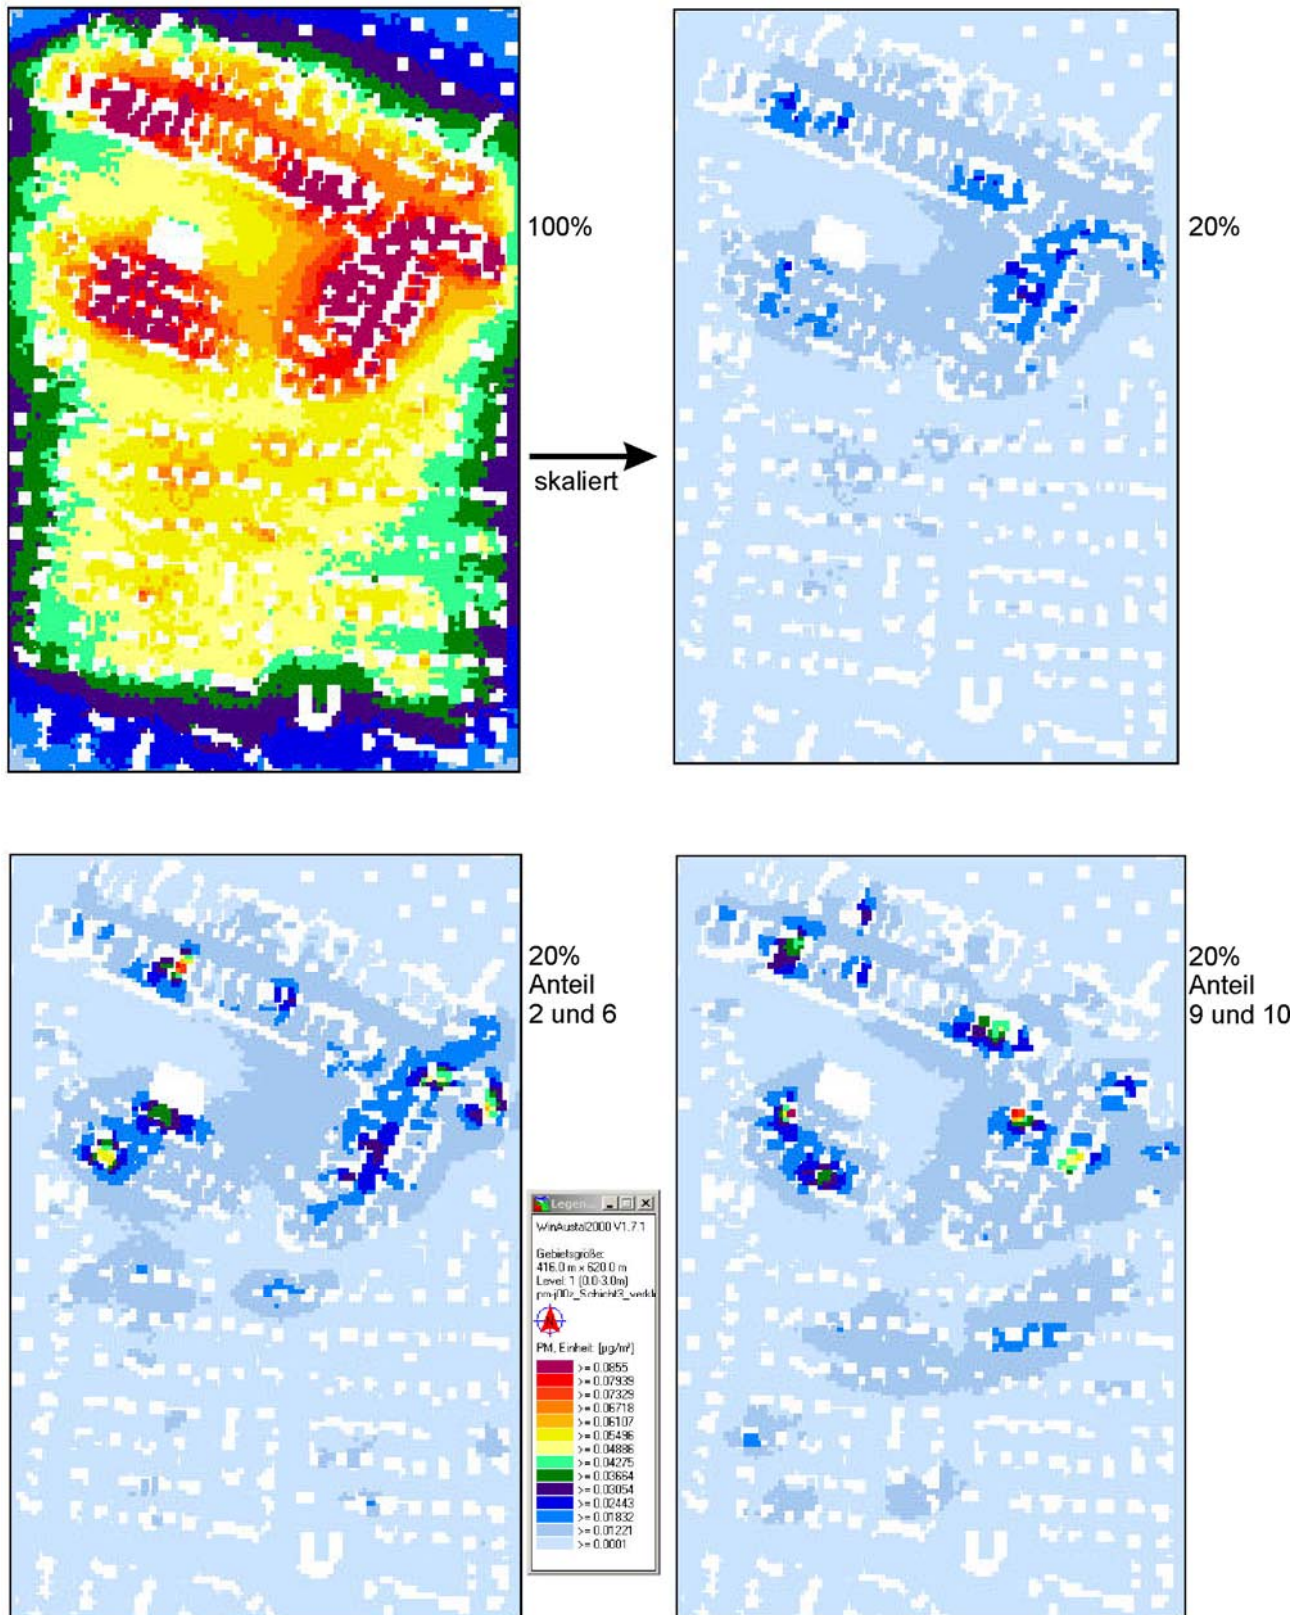 100%
20%
skaliert
20%
Anteil
2 und 6
20%
Anteil
9 und 10
Legen...
WinAustal2000 V1.7.1
Gebietsgröße:
416.0 m x 620.0 m
Level: 1 (0.0-3.0m)
PM, Einheit: [µg/m³]
>= 0.0855
>= 0.07939
>= 0.07329
>= 0.06718
>= 0.06107
>= 0.05496
>= 0.04886
>= 0.04275
>= 0.03664
>= 0.03054
>= 0.02443
>= 0.01832
>= 0.01221
>= 0.0001